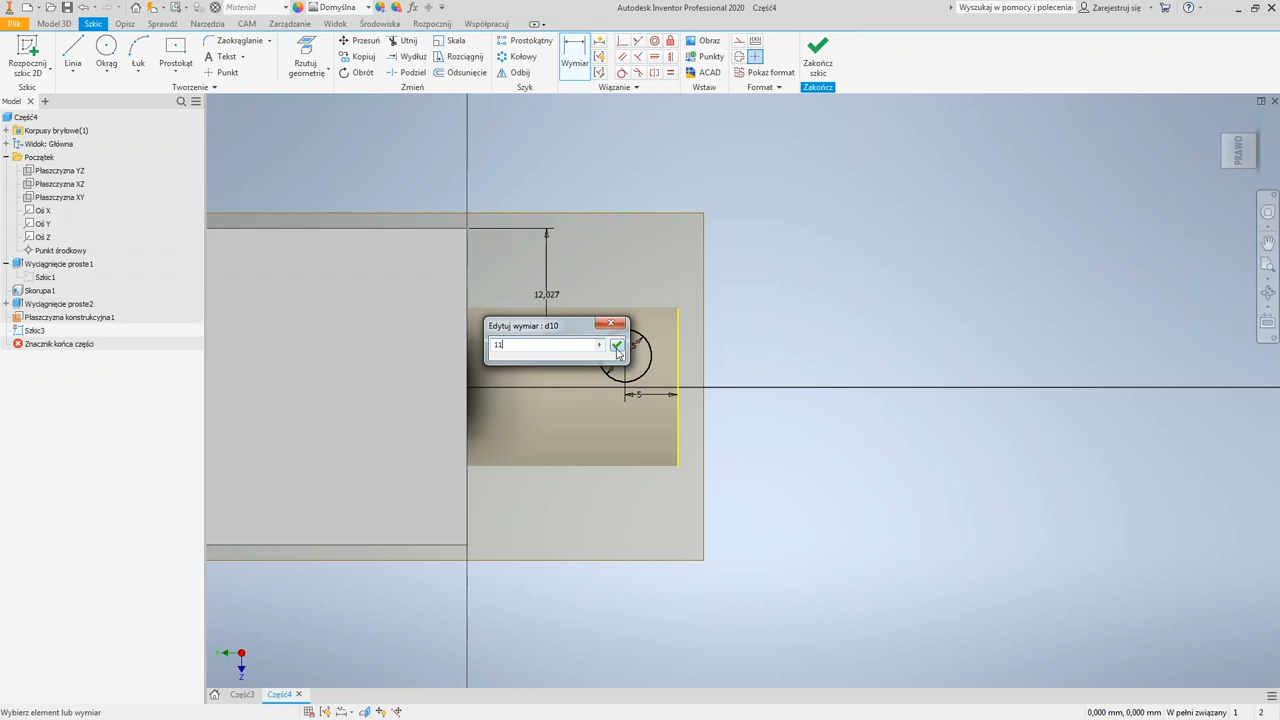 Materiał
Domyślna
Autodesk Inventor Professional 2020
Część4
Wyszukaj w pomocy i polecenia
Zarejestruj się
Plik
Model 3D
Szkic
Adnotacja
Sprawdź
Narzędzia
CAM
Zarządzanie
Widok
Środowiska
Rozpocznij
Współpracuj
Rozpocznij
szkic 2D
Linia
Okrąg
Łuk
Prostokąt
Zaokrąglanie
Tekst
Punkt
Rzutuj
geometrię
Przesuń
Kopiuj
Obrót
Utnij
Wydłuż
Podziel
Skala
Rozciągnij
Odsunięcie
Prostokątny
Kołowy
Odbij
Wymiar
Obraz
Punkty
ACAD
Pokaż format
Zakończ
szkic
Szkic
Tworzenie
Zmień
Szyk
Wiązanie
Wstaw
Format
Zakończ
Model
Część4
Korpusy bryłowe(1)
Widok: Główna
Początek
Płaszczyzna YZ
Płaszczyzna XZ
Płaszczyzna XY
Oś X
Oś Y
Oś Z
Punkt środkowy
Wyciągnięcie proste1
Szkic1
Skorupa1
Wyciągnięcie proste2
Płaszczyzna konstrukcyjna1
Szkic3
Znacznik końca części
PRAWO
12,027
Edytuj wymiar : d10
11
5
5
Z
Część3
Część4
Wybierz element lub wymiar
0,000 mm, 0,000 mm
W pełni związany
1
2